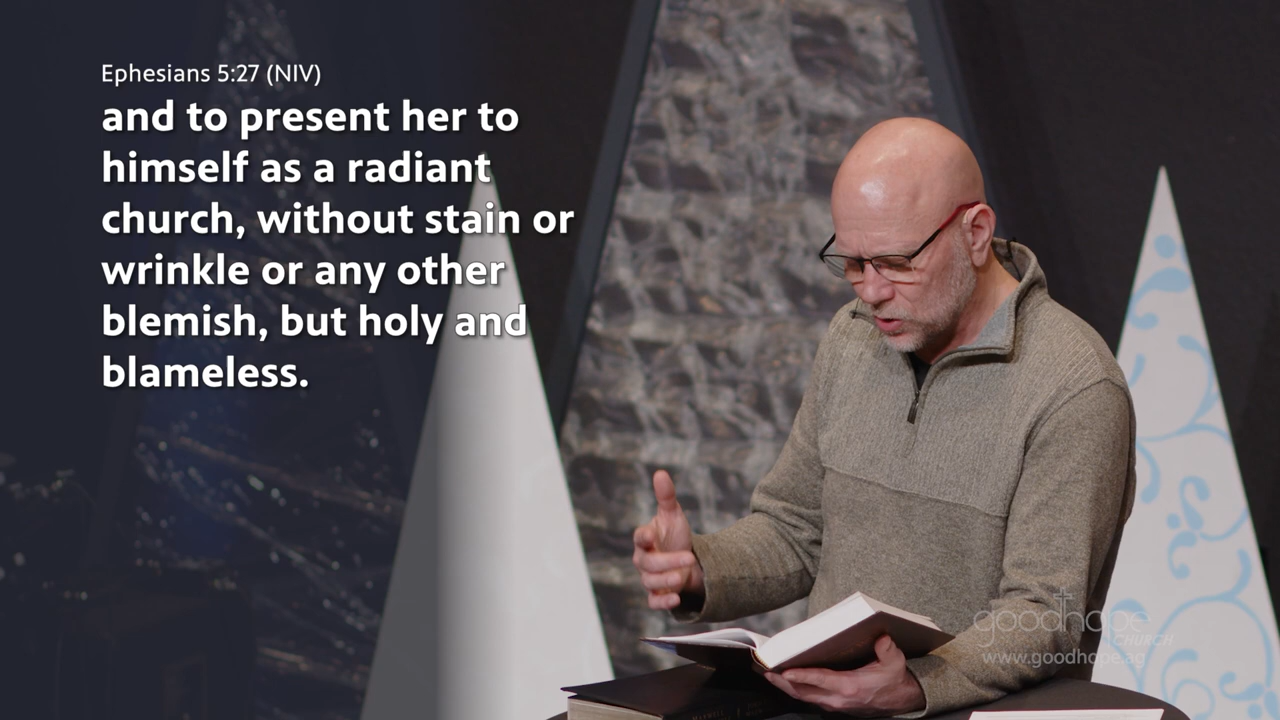 Ephesians 5:27 (NIV)
and to present her to
himself as a radiant
church, without stain or
wrinkle or any other
blemish, but holy and
blameless.
goodhope
CHURCH
www.goodhope.ag